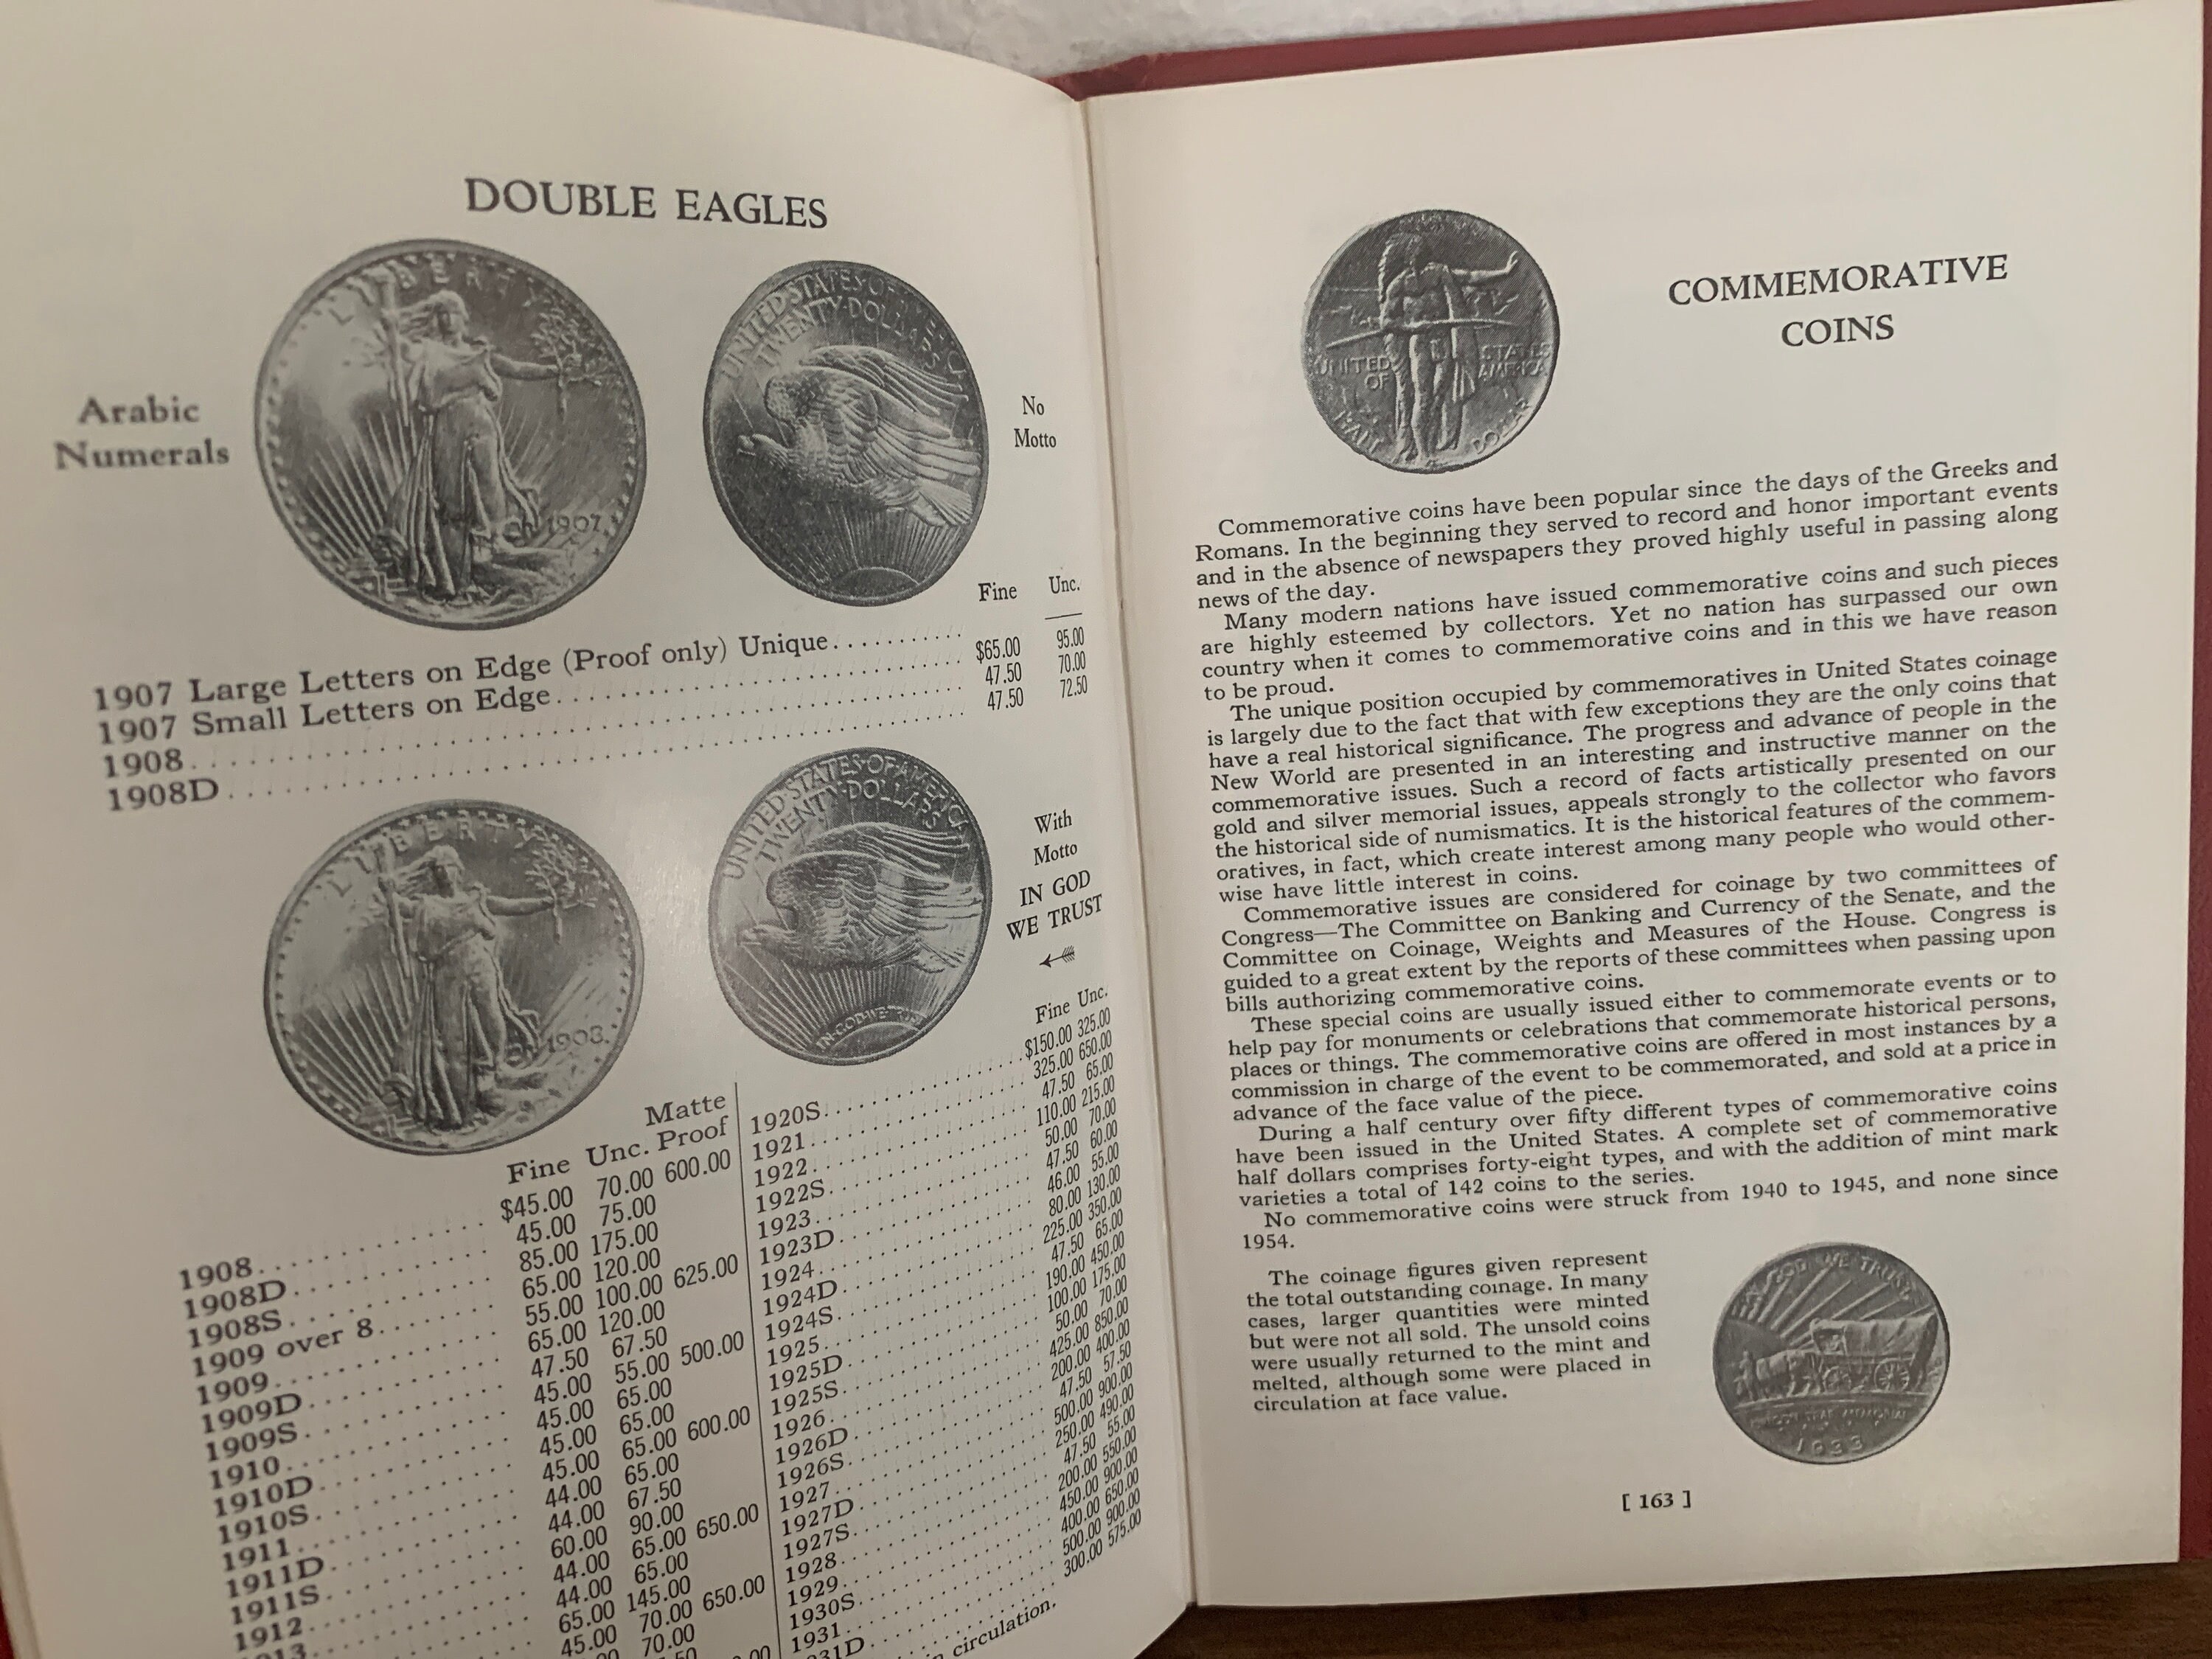 DOUBLE EAGLES
Arabic
Numerals
LIBERTY
1907
UNITED·STATES·OF·AMERICA
TWENTY·DOLLARS
No
Motto
Fine Unc.
1907 Large Letters on Edge (Proof only) Unique...........
1907 Small Letters on Edge........... $65.00 95.00
1908........... 47.50 70.00
1908D........... 47.50 72.50
LIBERTY
1908
UNITED·STATES·OF·AMERICA
TWENTY·DOLLARS
IN·GOD·WE·TRUST
With
Motto
IN GOD
WE TRUST
Matte
Fine Unc. Proof
1908........... $45.00 70.00 600.00
1908D........... 45.00 75.00
1908S........... 85.00 175.00
1909 over 8........ 65.00 120.00
1909........... 55.00 100.00 625.00
1909D........... 65.00 120.00
1909S........... 47.50 67.50
1910........... 45.00 55.00 500.00
1910D........... 45.00 65.00
1910S........... 45.00 65.00
1911........... 45.00 65.00 600.00
1911D........... 44.00 65.00
1911S........... 44.00 67.50
1912........... 60.00 90.00
1913........... 44.00 65.00 650.00
44.00 65.00
65.00 145.00
45.00 70.00 650.00
70.00
Fine Unc.
1920S........... $150.00 325.00
1921........... 325.00 650.00
1922........... 47.50 65.00
1922S........... 110.00 215.00
1923........... 50.00 70.00
1923D........... 47.50 60.00
1924........... 46.00 55.00
1924D........... 80.00 130.00
1924S........... 225.00 350.00
1925........... 47.50 65.00
1925D........... 190.00 450.00
1925S........... 100.00 175.00
1926........... 50.00 70.00
1926D........... 425.00 850.00
1926S........... 200.00 400.00
1927........... 47.50 57.50
1927D........... 500.00 900.00
1927S........... 250.00 490.00
1928........... 47.50 55.00
1929........... 200.00 550.00
1930S........... 450.00 900.00
1931........... 400.00 650.00
931D........... 500.00 900.00
300.00 575.00
circulation.
UNITED STATES
OF AMERICA
HALF DOLLAR
COMMEMORATIVE
COINS
Commemorative coins have been popular since the days of the Greeks and
Romans. In the beginning they served to record and honor important events
and in the absence of newspapers they proved highly useful in passing along
news of the day.
Many modern nations have issued commemorative coins and such pieces
are highly esteemed by collectors. Yet no nation has surpassed our own
country when it comes to commemorative coins and in this we have reason
to be proud.
The unique position occupied by commemoratives in United States coinage
is largely due to the fact that with few exceptions they are the only coins that
have a real historical significance. The progress and advance of people in the
New World are presented in an interesting and instructive manner on the
commemorative issues. Such a record of facts artistically presented on our
gold and silver memorial issues, appeals strongly to the collector who favors
the historical side of numismatics. It is the historical features of the commem-
oratives, in fact, which create interest among many people who would other-
wise have little interest in coins.
Commemorative issues are considered for coinage by two committees of
Congress—The Committee on Banking and Currency of the Senate, and the
Committee on Coinage, Weights and Measures of the House. Congress is
guided to a great extent by the reports of these committees when passing upon
bills authorizing commemorative coins.
These special coins are usually issued either to commemorate events or to
help pay for monuments or celebrations that commemorate historical persons,
places or things. The commemorative coins are offered in most instances by a
commission in charge of the event to be commemorated, and sold at a price in
advance of the face value of the piece.
During a half century over fifty different types of commemorative coins
have been issued in the United States. A complete set of commemorative
half dollars comprises forty-eight types, and with the addition of mint mark
varieties a total of 142 coins to the series.
No commemorative coins were struck from 1940 to 1945, and none since
1954.
The coinage figures given represent
the total outstanding coinage. In many
cases, larger quantities were minted
but were not all sold. The unsold coins
were usually returned to the mint and
melted, although some were placed in
circulation at face value.
IN GOD WE TRUST
1933
[ 163 ]